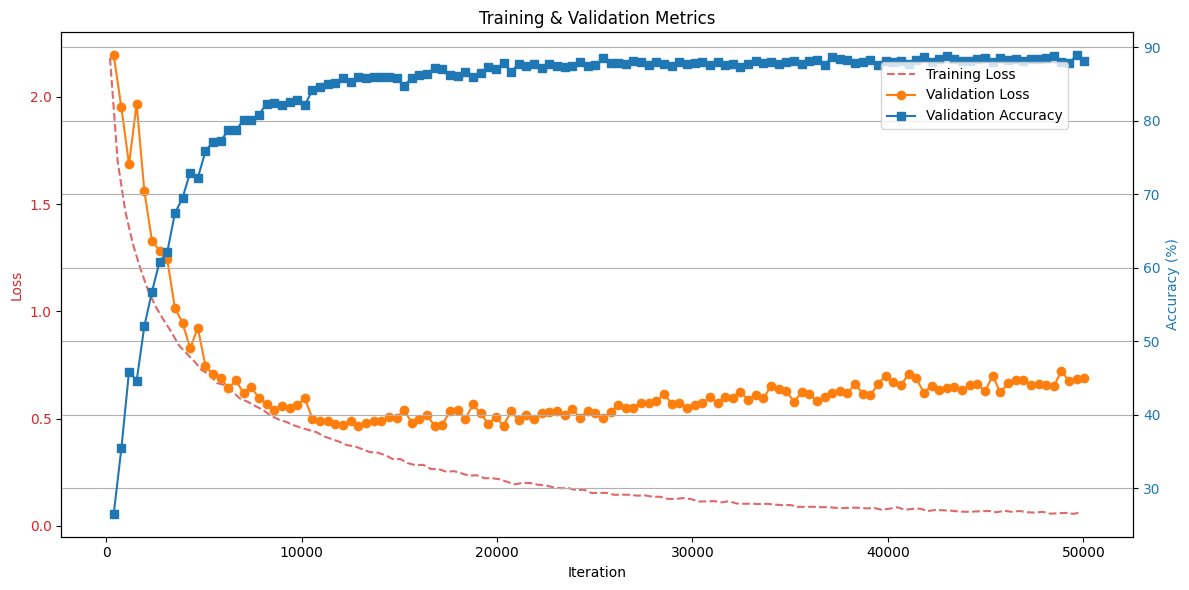 Training & Validation Metrics
Training Loss
Validation Loss
Validation Accuracy
Loss
2.0
1.5
1.0
0.5
0.0
Accuracy (%)
90
80
70
60
50
40
30
0 10000 20000 30000 40000 50000
Iteration